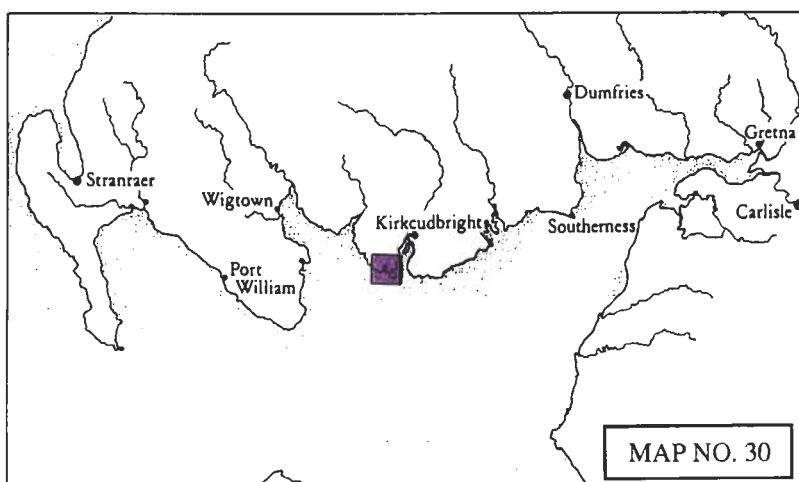 Dumfries
Gretna
Stranraer
Wigtown
Kirkcudbright
Southerness
Carlisle
Port
William
MAP NO. 30